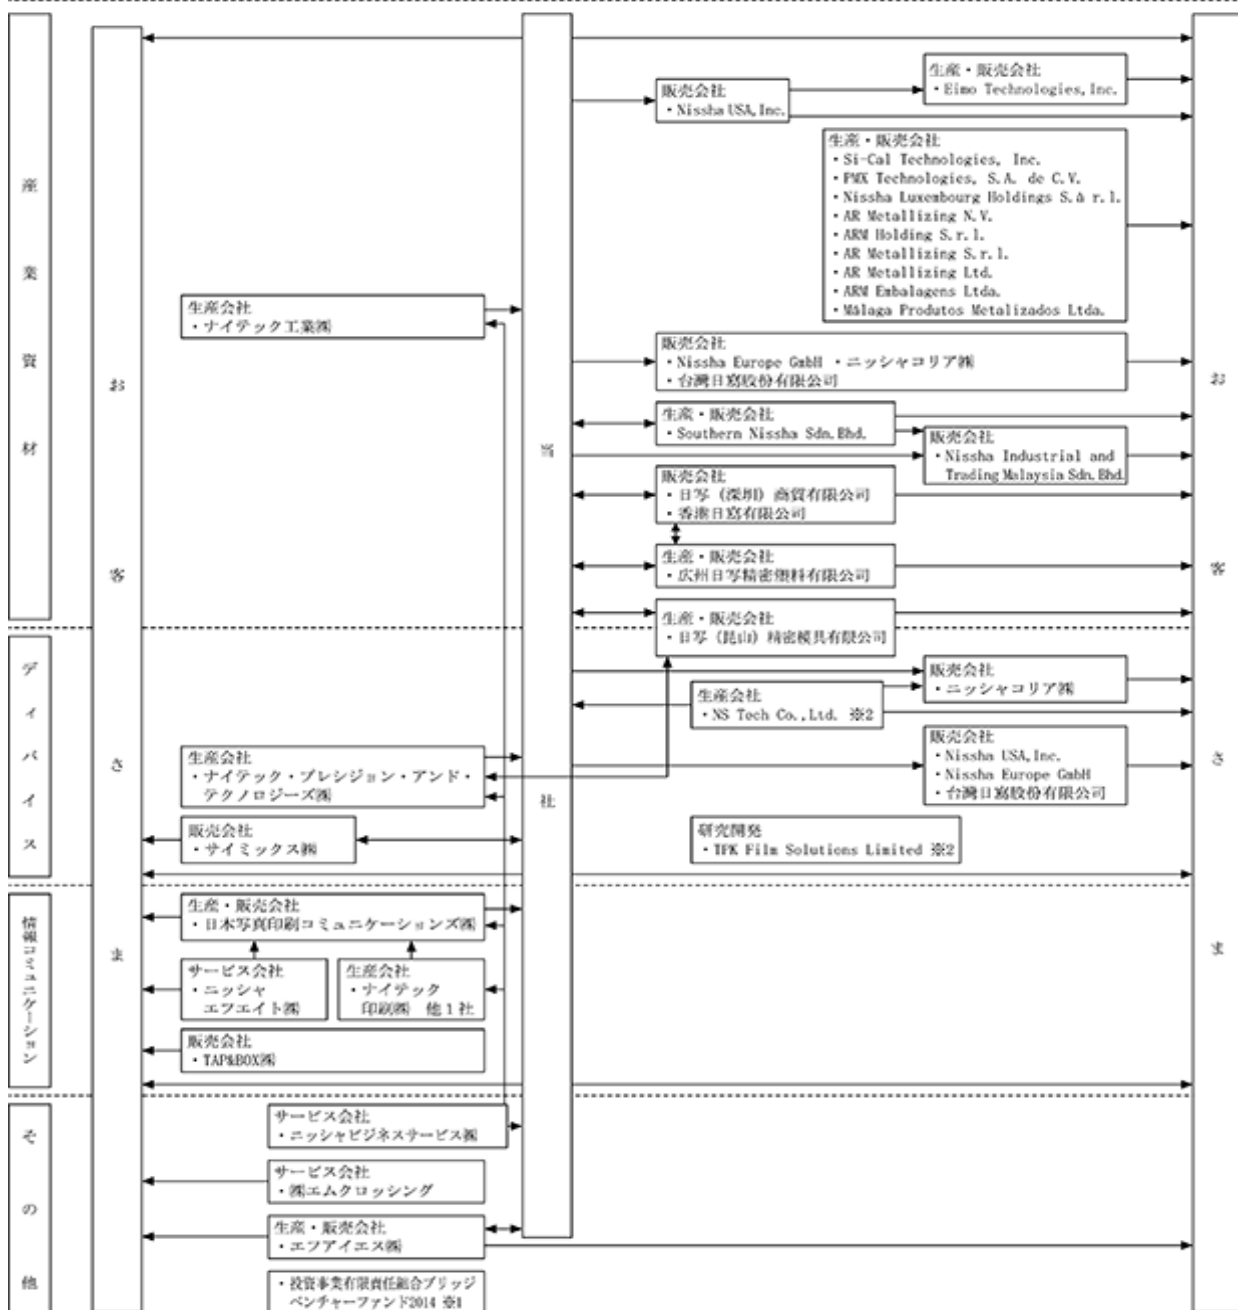 産業資材
お客さま
当社
お客さま
生産・販売会社
・Eimo Technologies,Inc.
販売会社
・Nissha USA,Inc.
生産・販売会社
・Si-Cal Technologies, Inc.
・PMX Technologies, S.A. de C.V.
・Nissha Luxembourg Holdings S.à r.l.
・AR Metallizing N.V.
・ARM Holding S.r.l.
・AR Metallizing S.r.l.
・AR Metallizing Ltd.
・ARM Embalagens Ltda.
・Málaga Produtos Metalizados Ltda.
生産会社
・ナイテック工業㈱
販売会社
・Nissha Europe GmbH ・ニッシャコリア㈱
・台灣日寫股份有限公司
生産・販売会社
・Southern Nissha Sdn.Bhd.
販売会社
・Nissha Industrial and
Trading Malaysia Sdn.Bhd.
販売会社
・日写（深圳）商貿有限公司
・香港日寫有限公司
生産・販売会社
・広州日写精密塑料有限公司
生産・販売会社
・日写（昆山）精密模具有限公司
ディバイス
販売会社
・ニッシャコリア㈱
生産会社
・NS Tech Co.,Ltd. ※2
販売会社
・Nissha USA,Inc.
・Nissha Europe GmbH
・台灣日寫股份有限公司
生産会社
・ナイテック・プレシジョン・アンド・
テクノロジーズ㈱
販売会社
・サイミックス㈱
研究開発
・TPK Film Solutions Limited ※2
情報コミュニケーション
生産・販売会社
・日本写真印刷コミュニケーションズ㈱
サービス会社
・ニッシャ
エフエイト㈱
生産会社
・ナイテック
印刷㈱ 他１社
販売会社
・TAP&BOX㈱
その他
サービス会社
・ニッシャビジネスサービス㈱
サービス会社
・㈱エムクロッシング
生産・販売会社
・エフアイエス㈱
・投資事業有限責任組合ブリッジ
ベンチャーファンド2014 ※1